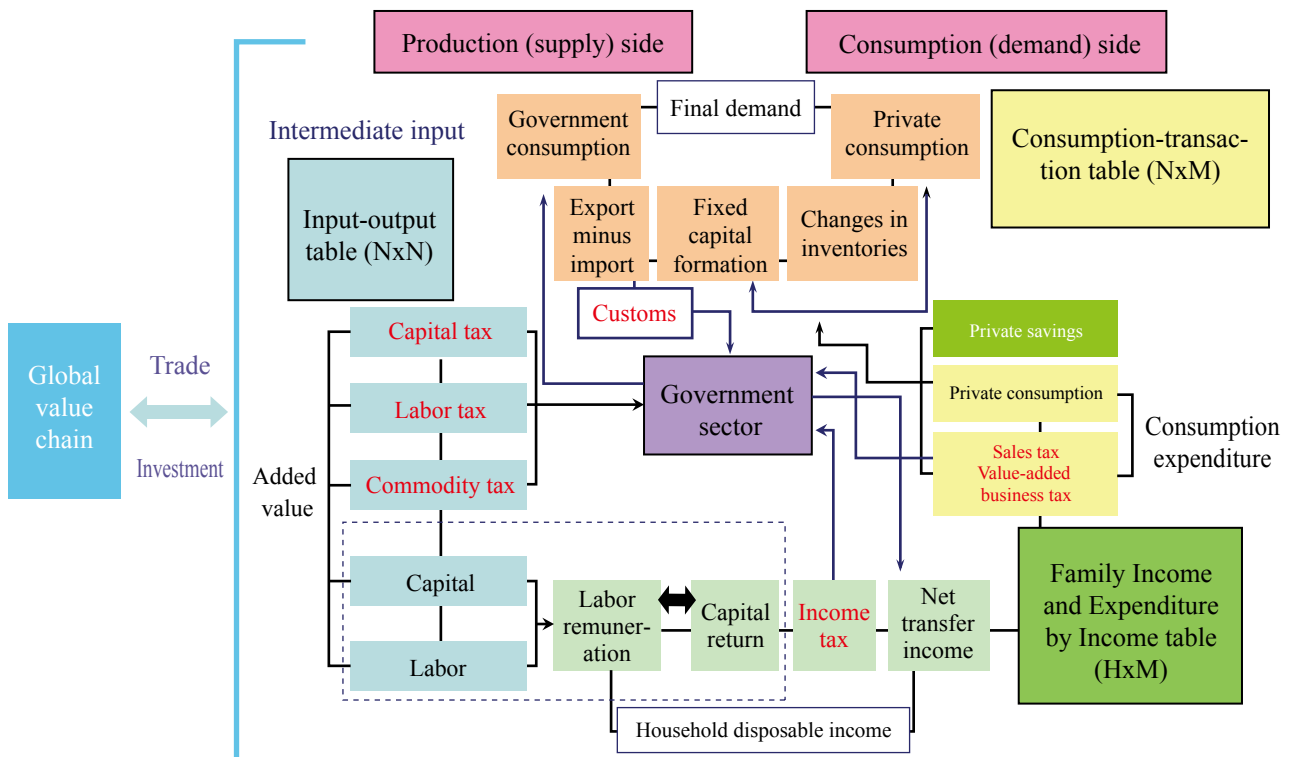 Production (supply) side
Consumption (demand) side
Final demand
Government
consumption
Private
consumption
Consumption-transac-
tion table (NxM)
Intermediate input
Input-output
table (NxN)
Export
minus
import
Fixed
capital
formation
Changes in
inventories
Customs
Capital tax
Labor tax
Commodity tax
Global
value
chain
Trade
Investment
Added
value
Government
sector
Private savings
Private consumption
Sales tax
Value-added
business tax
Consumption
expenditure
Capital
Labor
Labor
remuner-
ation
Capital
return
Income
tax
Net
transfer
income
Family Income
and Expenditure
by Income table
(HxM)
Household disposable income